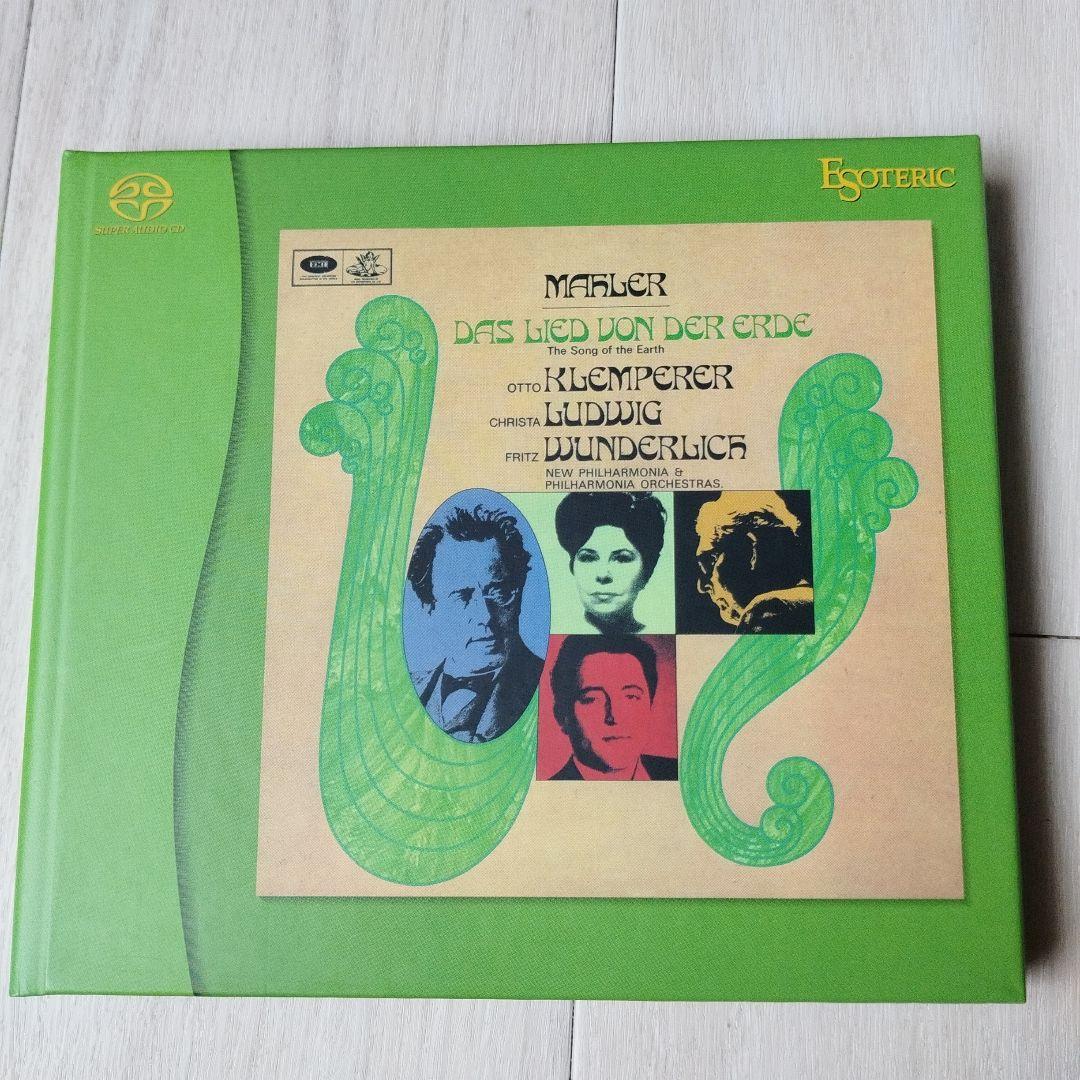 SUPER AUDIO CD
ESOTERIC
EMI
MAHLER
DAS LIED VON DER ERDE
The Song of the Earth
OTTO KLEMPERER
CHRISTA LUDWIG
FRITZ WUNDERLICH
NEW PHILHARMONIA &
PHILHARMONIA ORCHESTRAS.